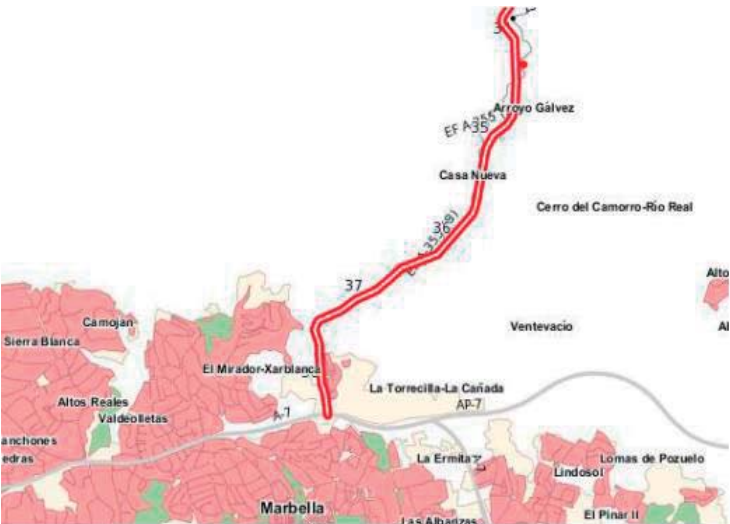 Arroyo Gálvez
35
Casa Nueva
Cerro del Camorro-Río Real
36
37
Alto
Camojan
Ventevacio
Al
Sierra Blanca
El Mirador-Xarblanca
La Torrecilla-La Cañada
Altos Reales
AP-7
A-7
Valdeolletas
anchones
edras
La Ermita
Lomas de Pozuelo
Lindosol
Marbella
Las Albarizas
El Pinar II